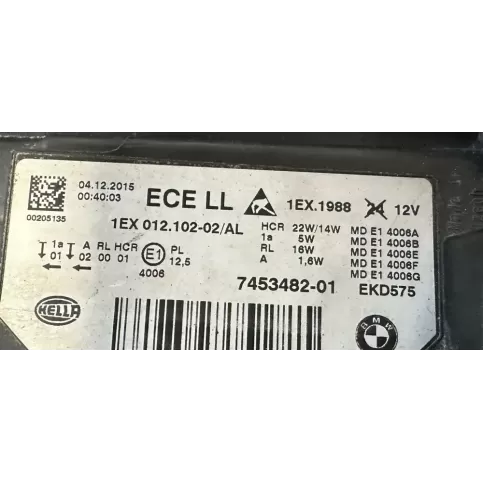 04.12.2015
00:40:03
00205135
ECE LL
1EX.1988
12V
1EX 012.102-02/AL
HCR 22W/14W
1a 5W
RL 16W
A 1,6W
MD E1 4006A
MD E1 4006B
MD E1 4006E
MD E1 4006F
MD E1 4006G
1a A RL HCR
01 02 00 01
E1
4006
PL
12,5
7453482-01
EKD575
HELLA
BMW